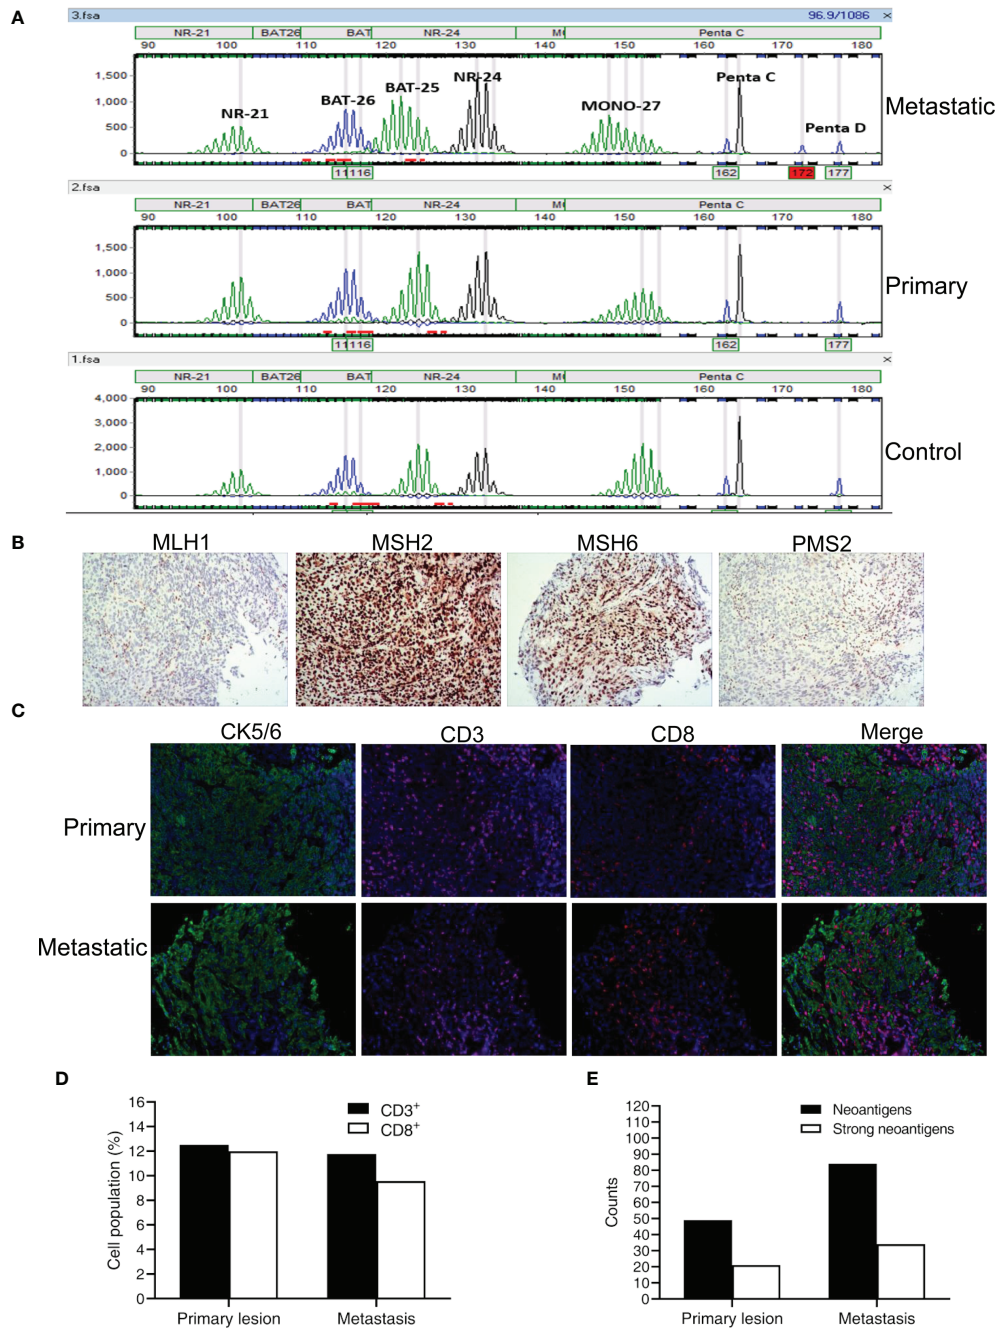 A
3.fsa 96.9/1086 ×
NR-21 BAT26 BAT NR-24 M( Penta C
90 100 110 120 130 140 150 160 170 180
1,500
1,000
500
0
NR-21
BAT-26
BAT-25
NR-24
MONO-27
Penta C
Penta D
Metastatic
11 116 162 172 177
2.fsa ×
NR-21 BAT26 BAT NR-24 M( Penta C
90 100 110 120 130 140 150 160 170 180
1,500
1,000
500
0
Primary
11 116 162 177
1.fsa ×
NR-21 BAT26 BAT NR-24 M( Penta C
90 100 110 120 130 140 150 160 170 180
4,000
3,000
2,000
1,000
0
Control
B
MLH1 MSH2 MSH6 PMS2
C
CK5/6 CD3 CD8 Merge
Primary
Metastatic
D
Cell population (%)
16
14
12
10
8
6
4
2
0
CD3+
CD8+
Primary lesion Metastasis
E
Counts
120
110
100
90
80
70
60
50
40
30
20
10
0
Neoantigens
Strong neoantigens
Primary lesion Metastasis